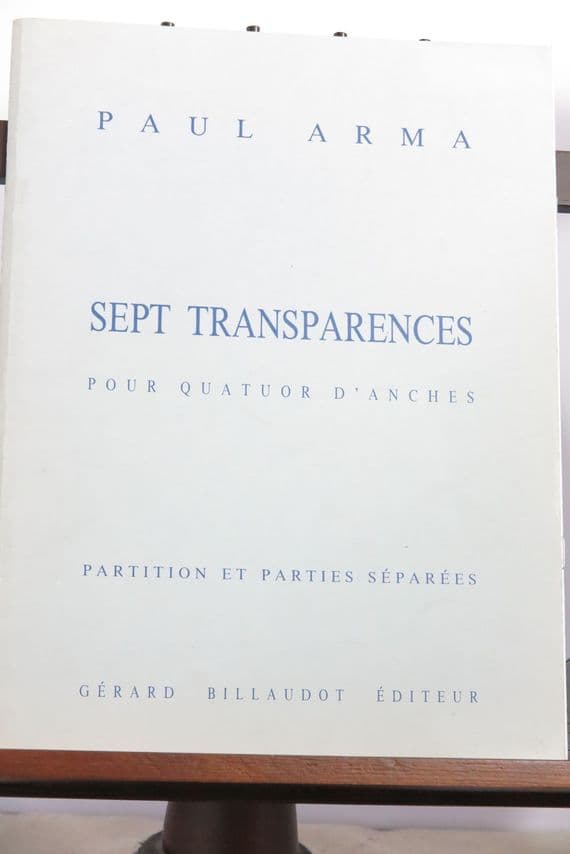 PAUL ARMA
SEPT TRANSPARENCES
POUR QUATUOR D'ANCHES
PARTITION ET PARTIES SÉPARÉES
GÉRARD BILLAUDOT ÉDITEUR